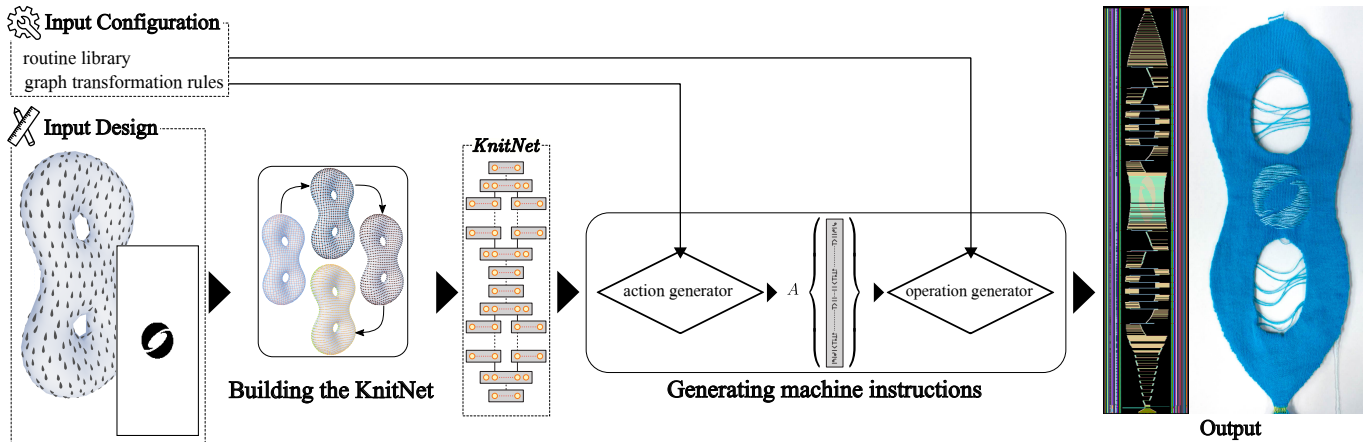 Input Configuration
routine library
graph transformation rules
Input Design
Building the KnitNet
KnitNet
action generator
A
operation generator
Generating machine instructions
Output